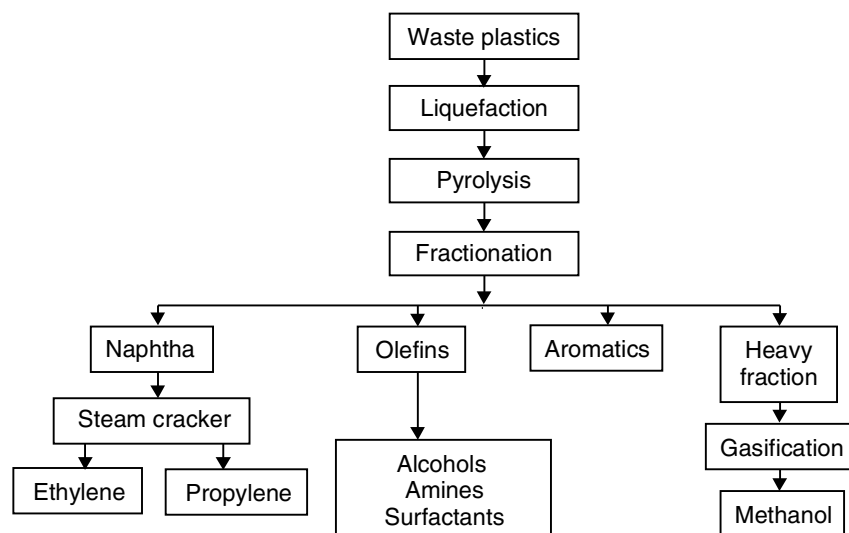 Waste plastics
Liquefaction
Pyrolysis
Fractionation
Naphtha
Olefins
Aromatics
Heavy
fraction
Steam cracker
Gasification
Ethylene
Propylene
Alcohols
Amines
Surfactants
Methanol